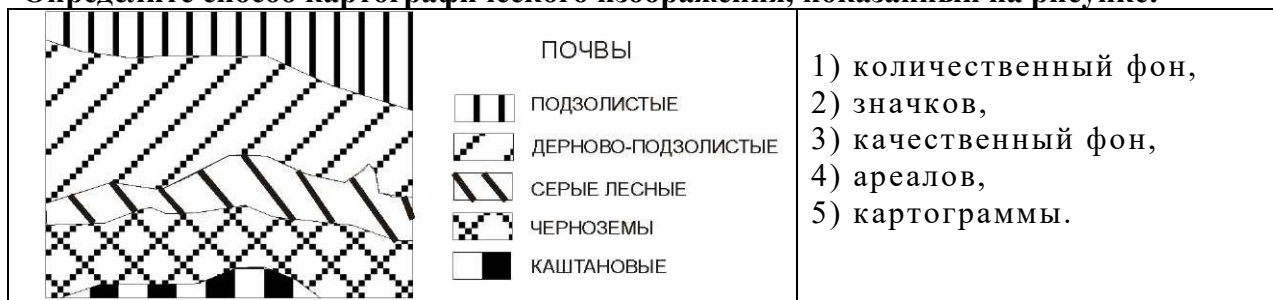 Определите способ картографического изображения, показанный на рисунке.
ПОЧВЫ
ПОДЗОЛИСТЫЕ
ДЕРНОВО-ПОДЗОЛИСТЫЕ
СЕРЫЕ ЛЕСНЫЕ
ЧЕРНОЗЕМЫ
КАШТАНОВЫЕ
1) количественный фон,
2) значков,
3) качественный фон,
4) ареалов,
5) картограммы.